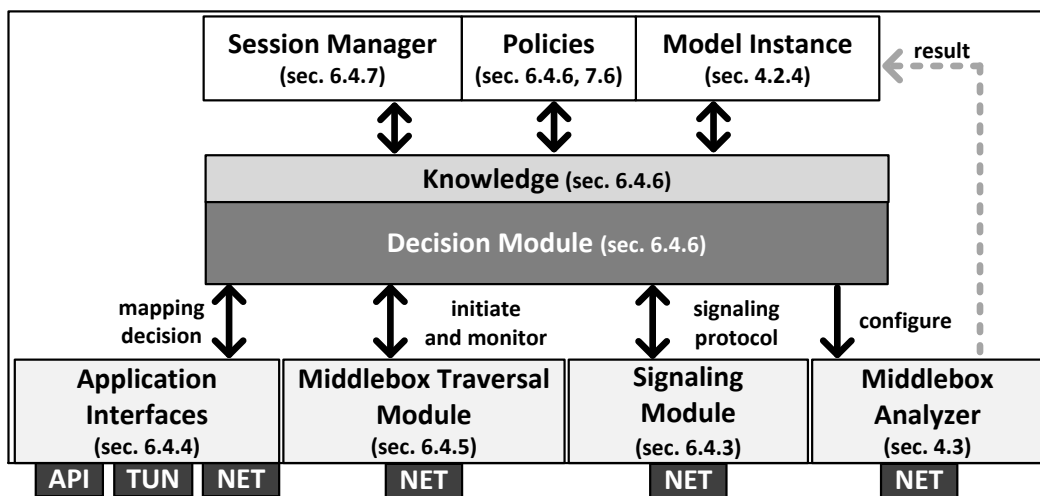 Session Manager
(sec. 6.4.7)
Policies
(sec. 6.4.6, 7.6)
Model Instance
(sec. 4.2.4)
result
Knowledge (sec. 6.4.6)
Decision Module (sec. 6.4.6)
mapping
decision
initiate
and monitor
signaling
protocol
configure
Application
Interfaces
(sec. 6.4.4)
Middlebox Traversal
Module
(sec. 6.4.5)
Signaling
Module
(sec. 6.4.3)
Middlebox
Analyzer
(sec. 4.3)
API
TUN
NET
NET
NET
NET